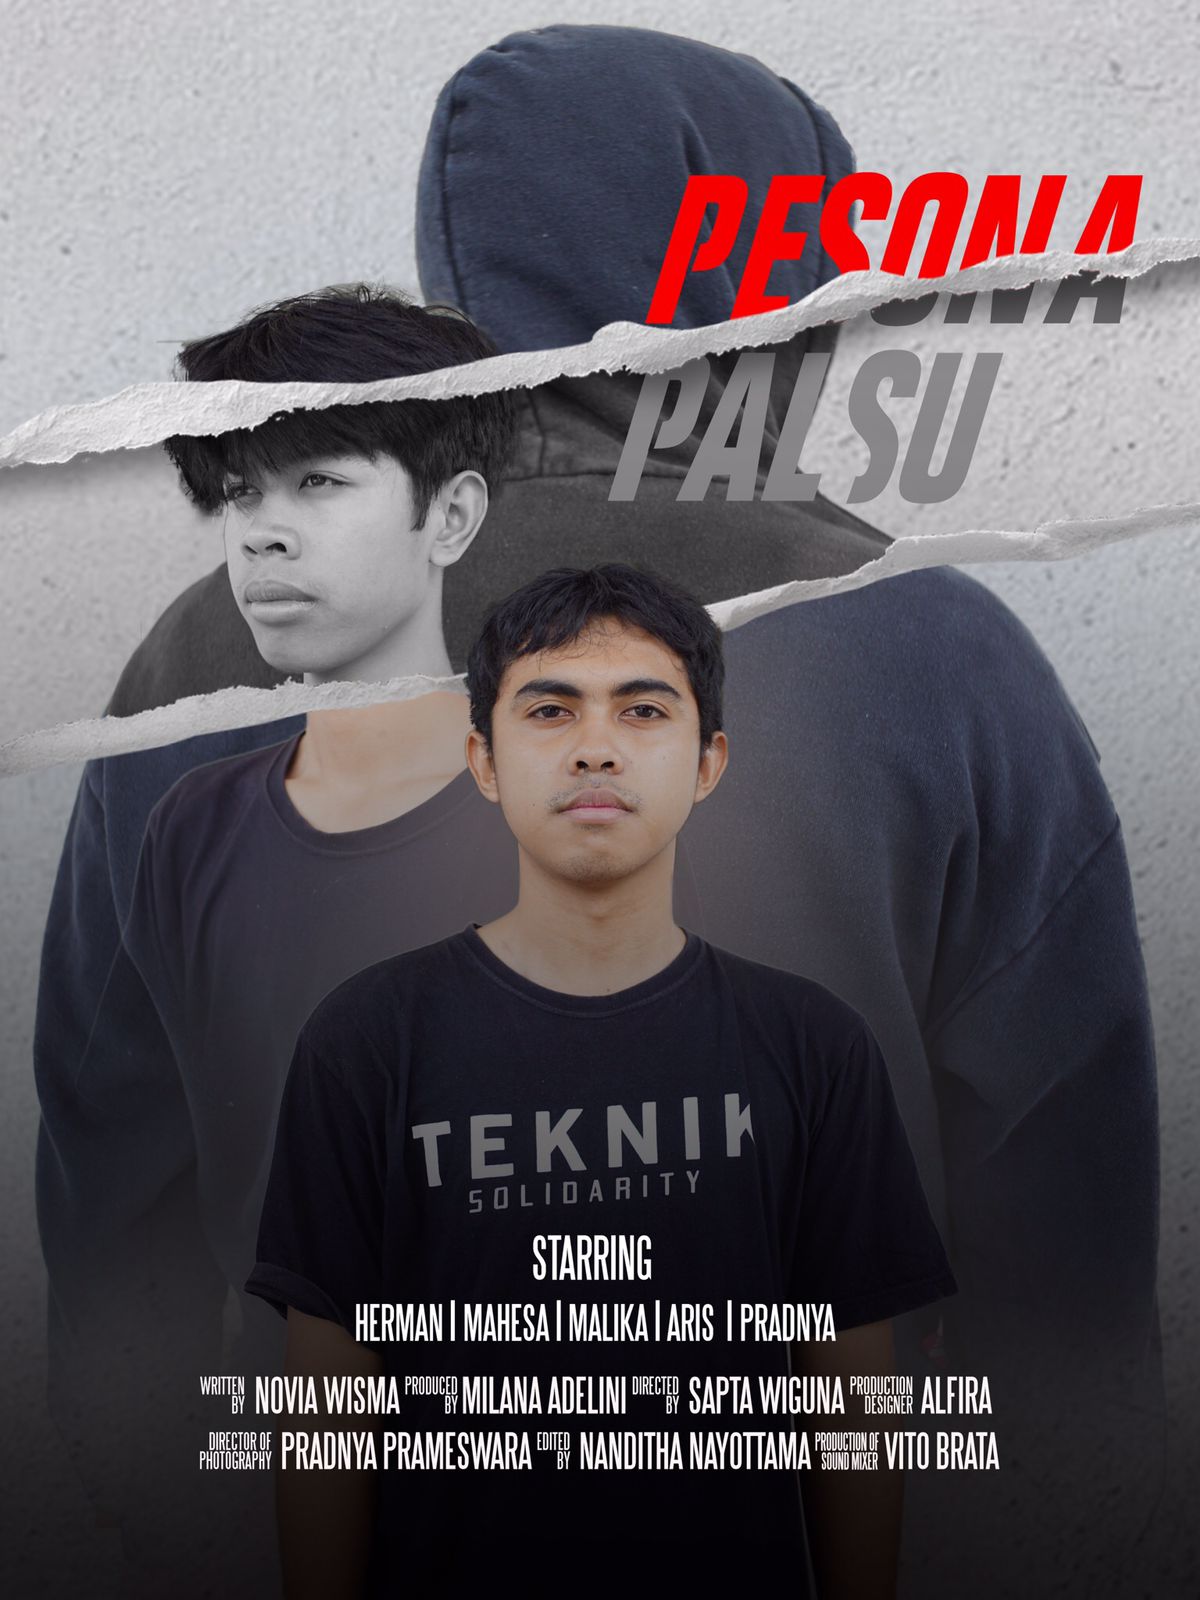 PESONA
PALSU
TEKNIK
SOLIDARITY
STARRING
HERMAN | MAHESA | MALIKA | ARIS | PRADNYA
WRITTEN BY NOVIA WISMA PRODUCED BY MILANA ADELINI DIRECTED BY SAPTA WIGUNA PRODUCTION DESIGNER ALFIRA
DIRECTOR OF PHOTOGRAPHY PRADNYA PRAMESWARA EDITED BY NANDITHA NAYOTTAMA PRODUCTION OF SOUND MIXER VITO BRATA